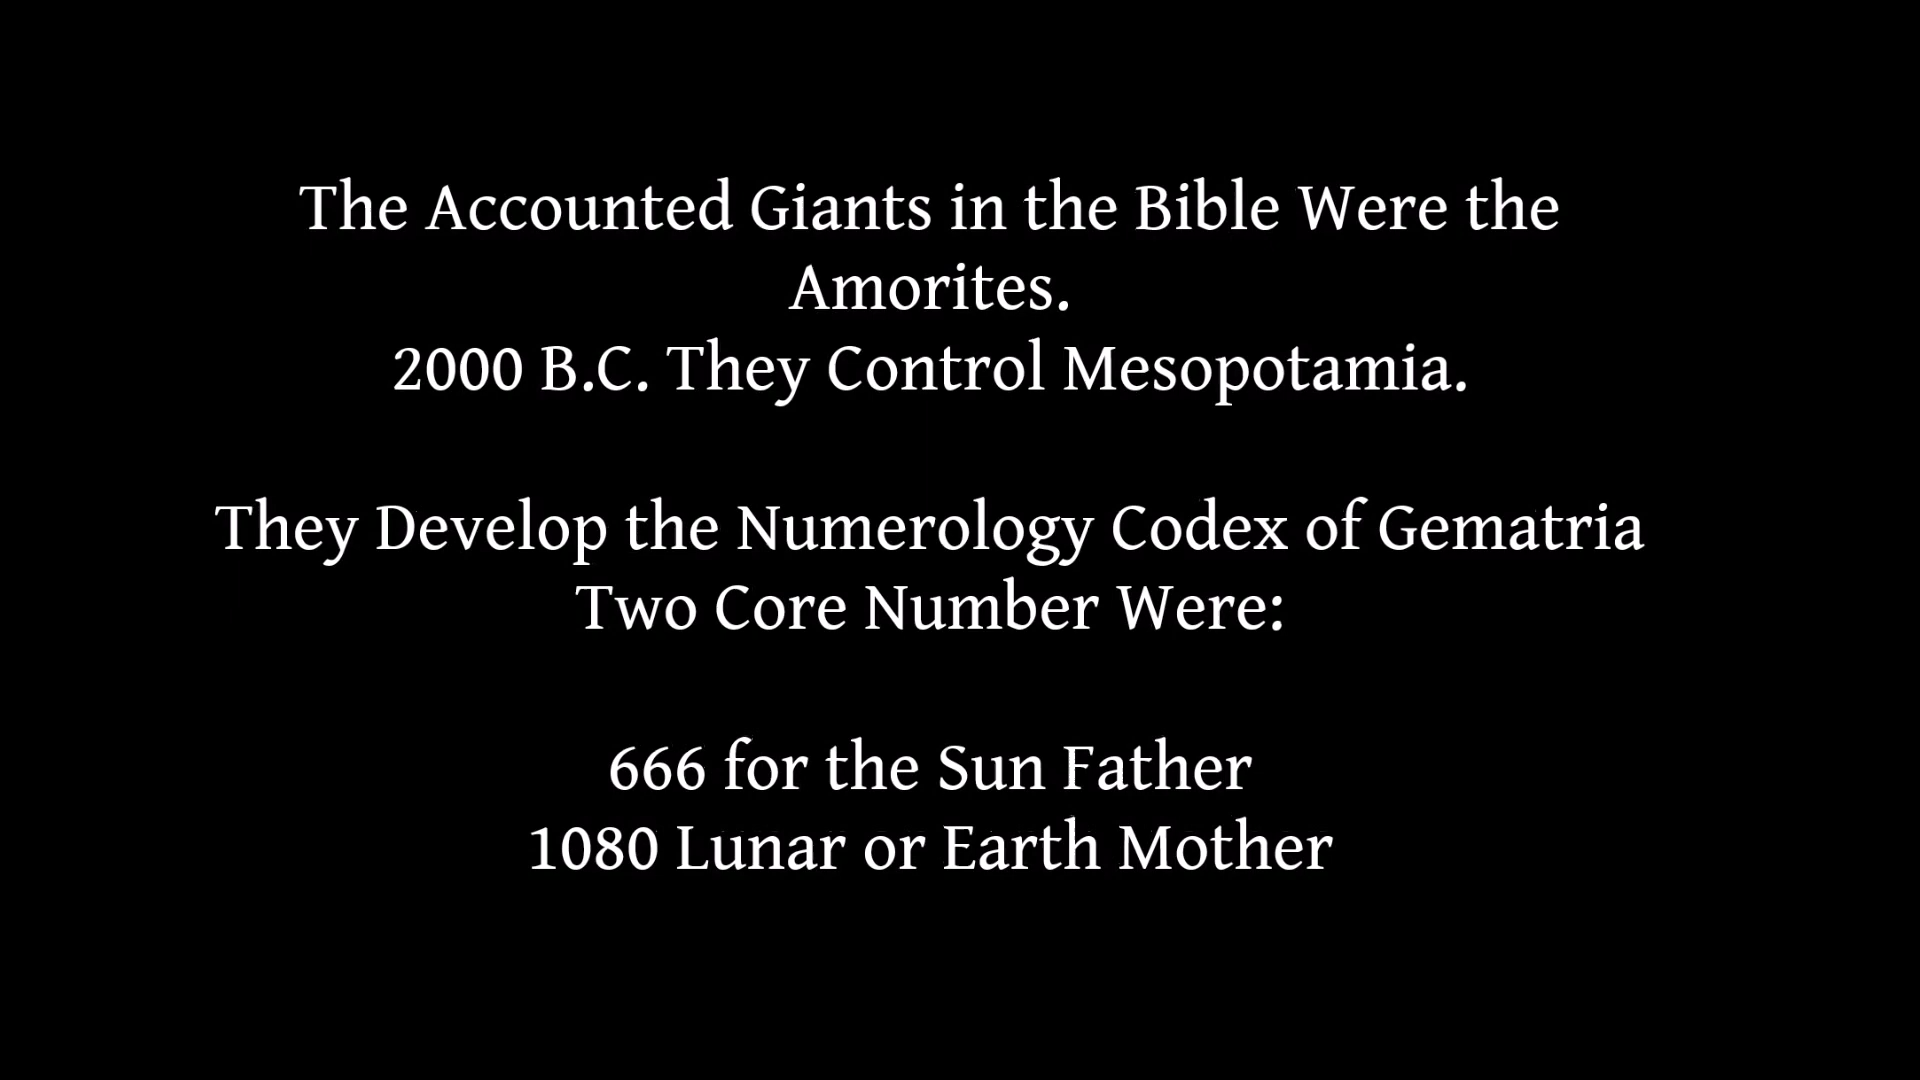 The Accounted Giants in the Bible Were the
Amorites.
2000 B.C. They Control Mesopotamia.
They Develop the Numerology Codex of Gematria
Two Core Number Were:
666 for the Sun Father
1080 Lunar or Earth Mother